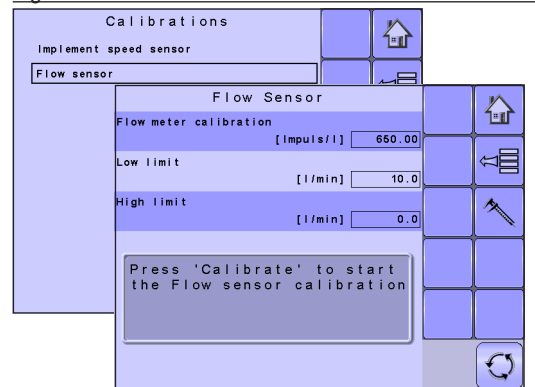 Calibrations
Implement speed sensor
Flow sensor
Flow Sensor
Flow meter calibration
[Impuls/l] 650.00
Low limit
[l/min] 10.0
High limit
[l/min] 0.0
Press 'Calibrate' to start
the Flow sensor calibration